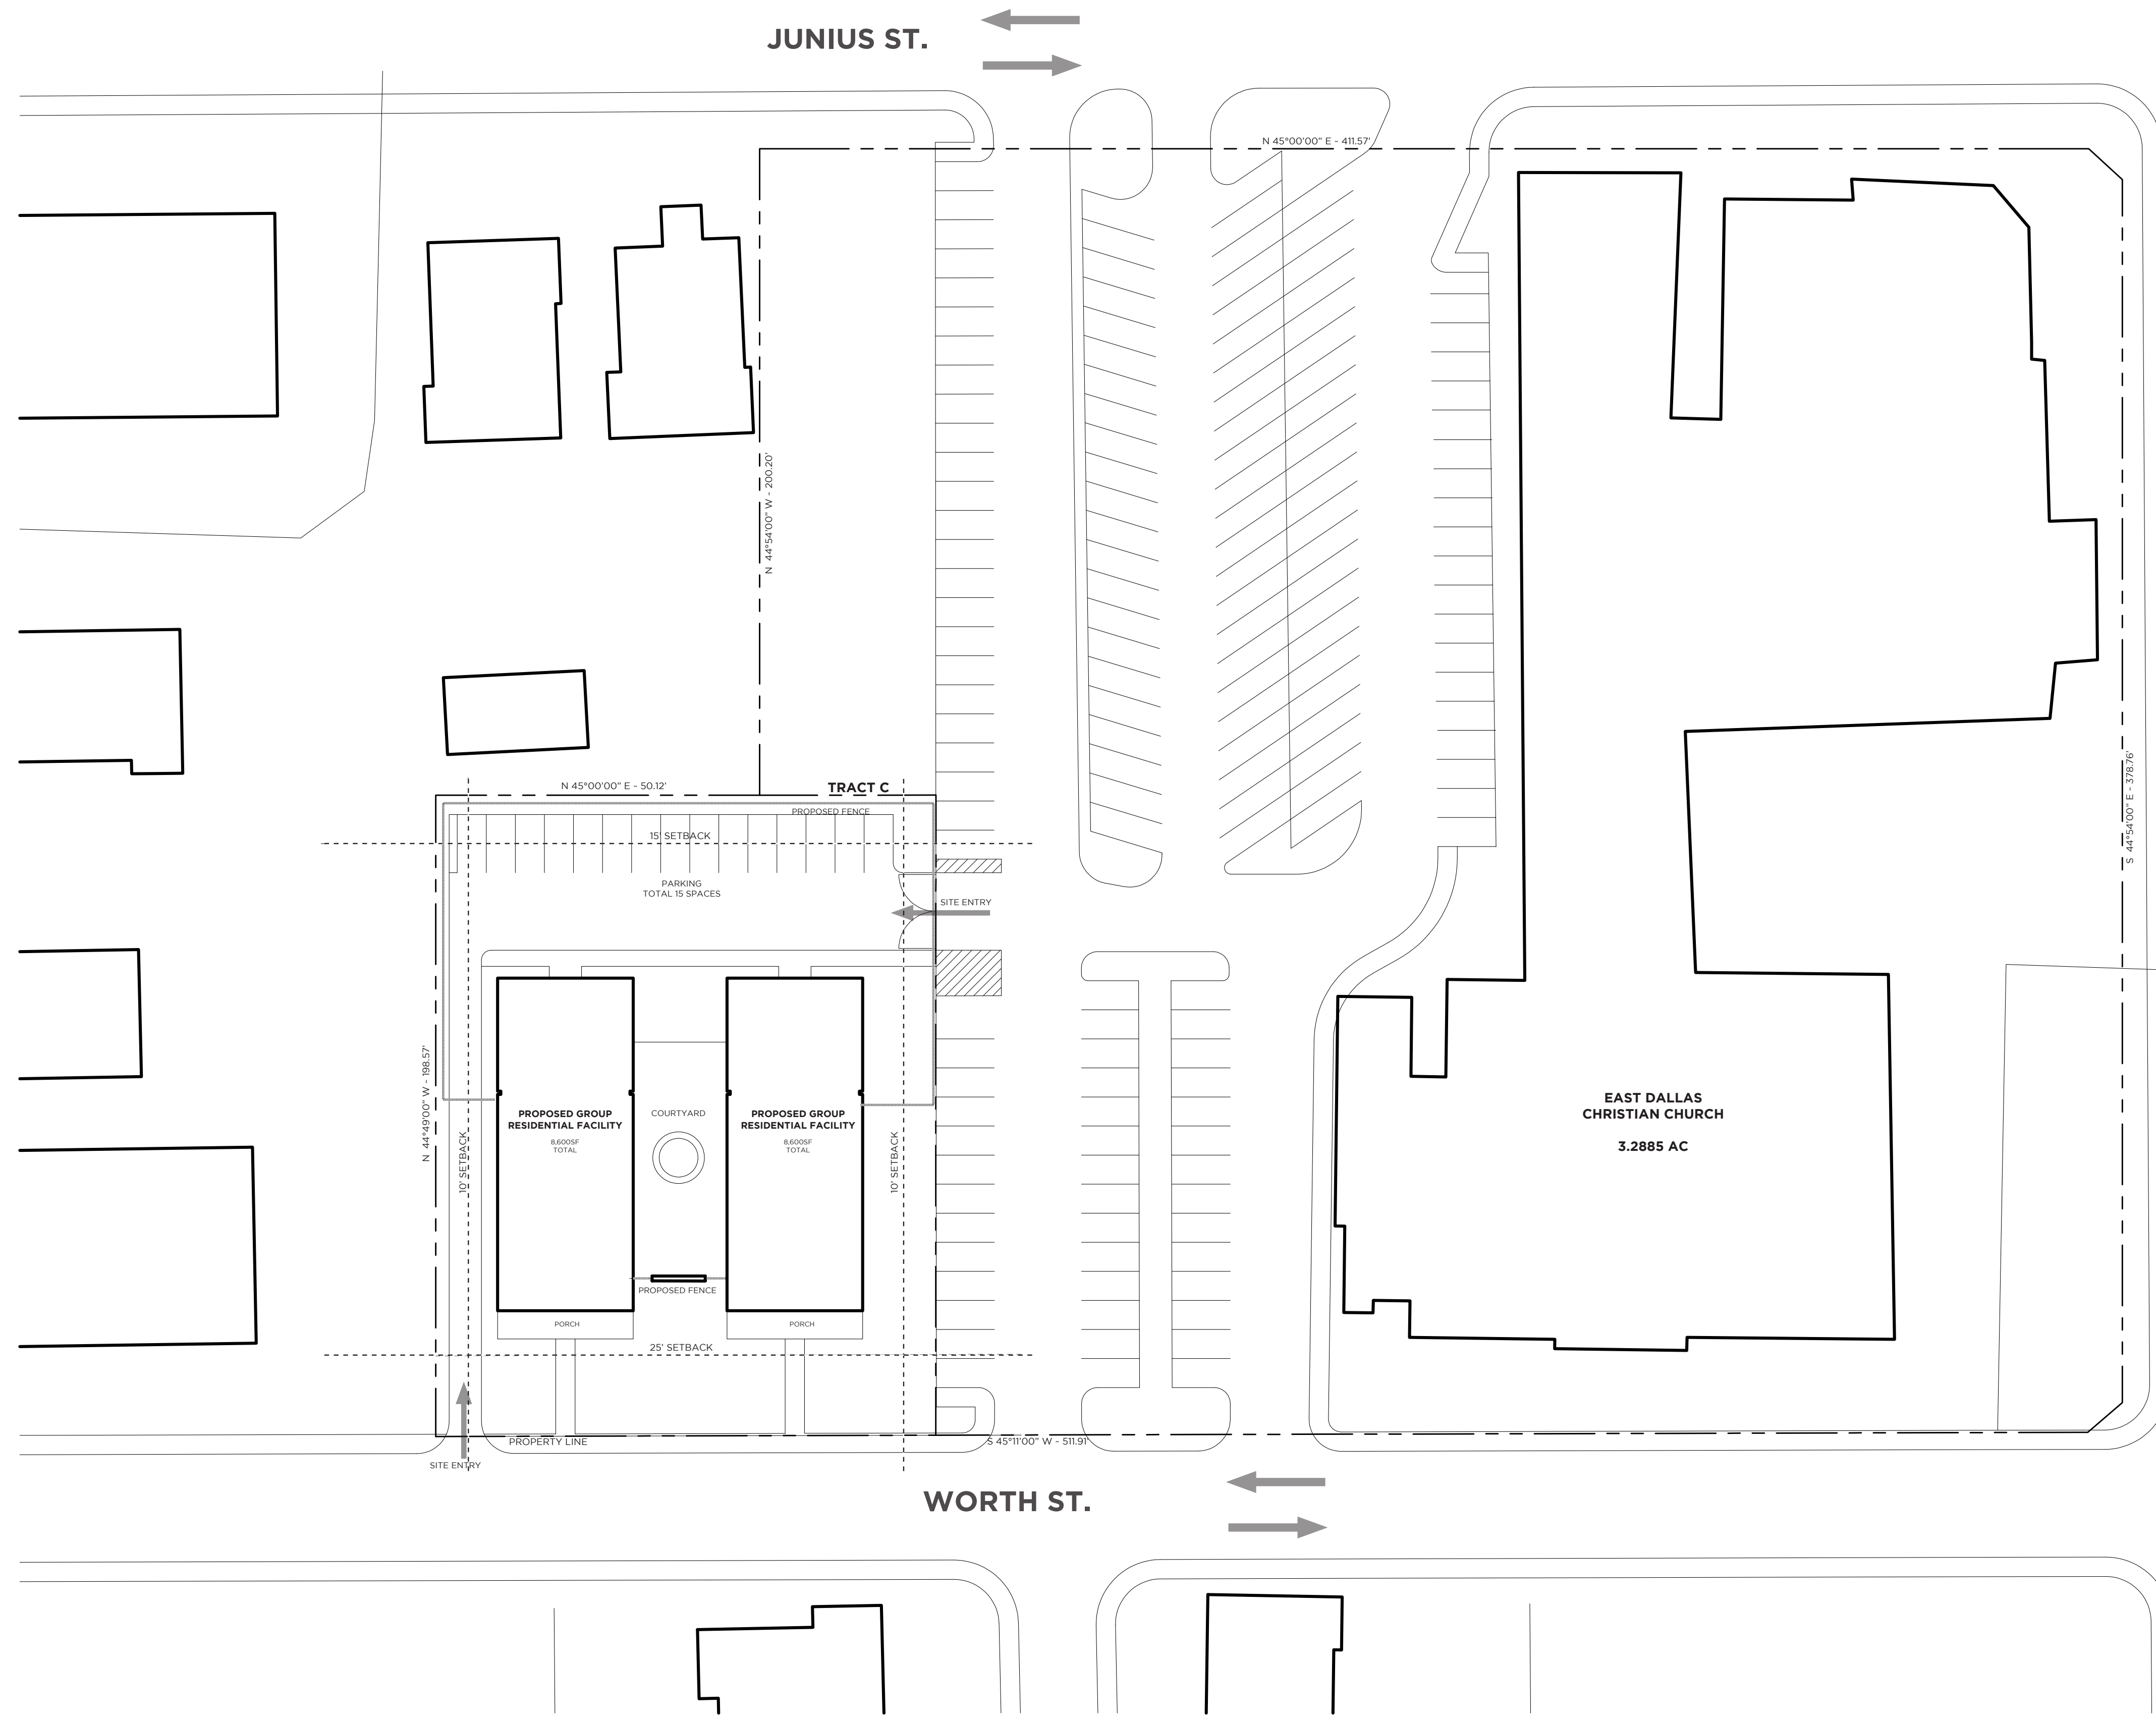 JUNIUS ST.
N 45°00'00" E - 411.57'
N 44°54'00" W - 200.20'
S 44°54'00" E - 378.76'
N 45°00'00" E - 50.12'
TRACT C
PROPOSED FENCE
15' SETBACK
PARKING
TOTAL 15 SPACES
SITE ENTRY
N 44°49'00" W - 198.57'
10' SETBACK
PROPOSED GROUP
RESIDENTIAL FACILITY
8,600SF
TOTAL
COURTYARD
PROPOSED GROUP
RESIDENTIAL FACILITY
8,600SF
TOTAL
10' SETBACK
EAST DALLAS
CHRISTIAN CHURCH
3.2885 AC
PROPOSED FENCE
PORCH
PORCH
25' SETBACK
PROPERTY LINE
S 45°11'00" W - 511.91'
SITE ENTRY
WORTH ST.